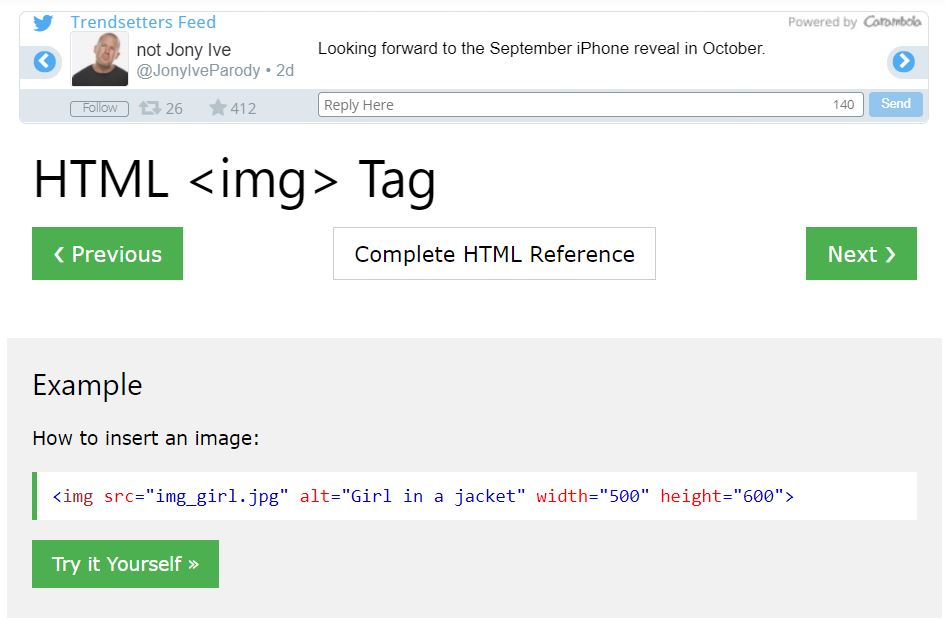 Trendsetters Feed
Powered by Carambola
not Jony Ive
@JonyIveParody • 2d
Looking forward to the September iPhone reveal in October.
Follow 26 412
Reply Here 140 Send
HTML <img> Tag
❮ Previous
Complete HTML Reference
Next ❯
Example
How to insert an image:
<img src="img_girl.jpg" alt="Girl in a jacket" width="500" height="600">
Try it Yourself »